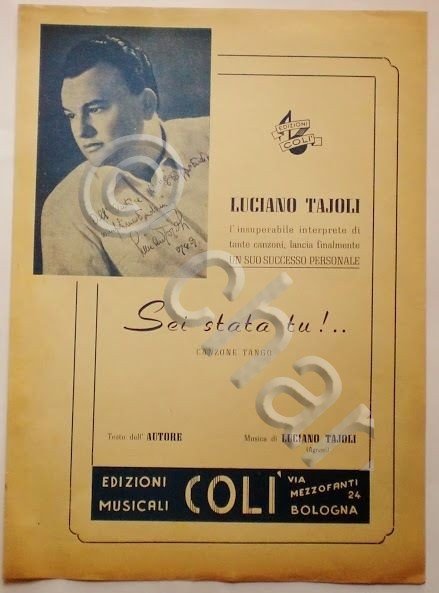 EDIZIONI
COLI'
LUCIANO TAJOLI
l'insuperabile interprete di
tante canzoni, lancia finalmente
UN SUO SUCCESSO PERSONALE
Sei stata tu!..
CANZONE TANGO
Testo dell' AUTORE
Musica di LUCIANO TAJOLI
EDIZIONI
MUSICALI
COLI'
VIA
MEZZOFANTI
24
BOLOGNA
© char